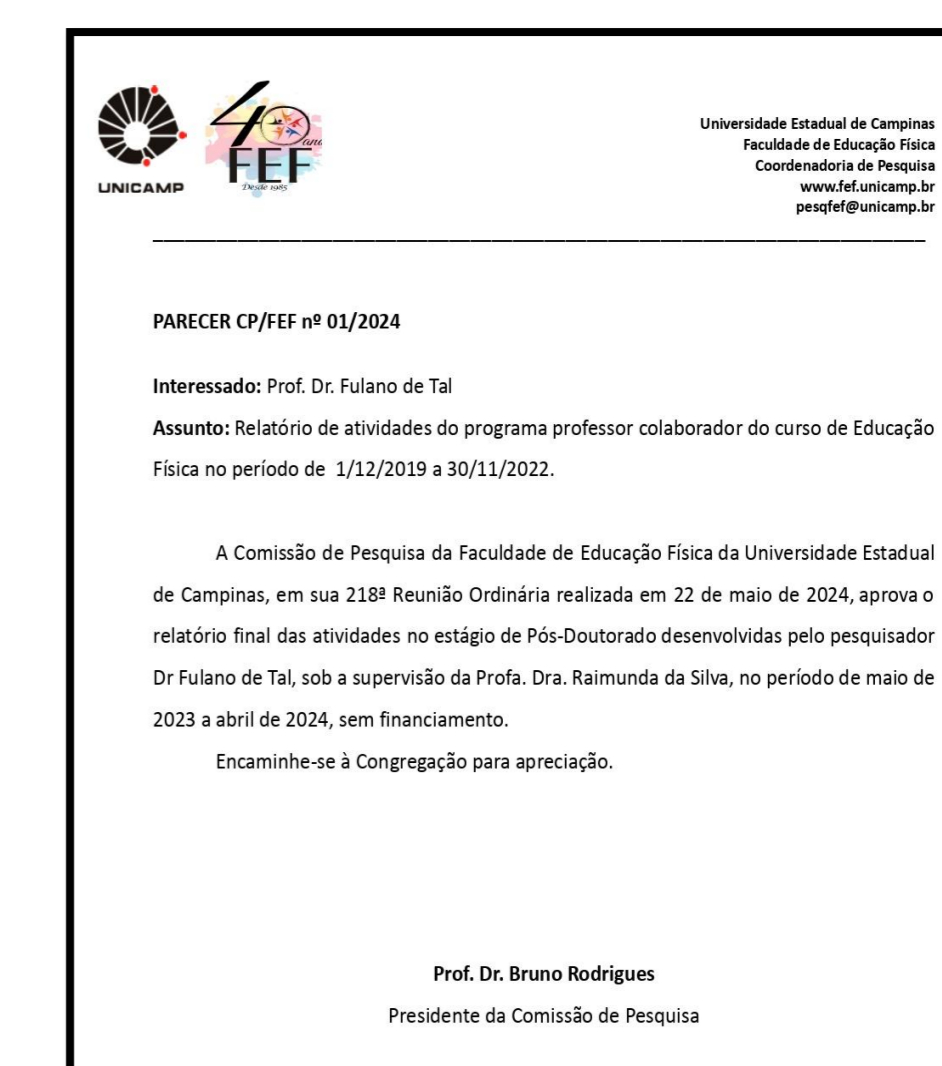 UNICAMP
40
anos
FEF
Desde 1985
Universidade Estadual de Campinas
Faculdade de Educação Física
Coordenadoria de Pesquisa
www.fef.unicamp.br
pesqfef@unicamp.br
PARECER CP/FEF nº 01/2024
Interessado: Prof. Dr. Fulano de Tal
Assunto: Relatório de atividades do programa professor colaborador do curso de Educação
Física no período de 1/12/2019 a 30/11/2022.
A Comissão de Pesquisa da Faculdade de Educação Física da Universidade Estadual
de Campinas, em sua 218ª Reunião Ordinária realizada em 22 de maio de 2024, aprova o
relatório final das atividades no estágio de Pós-Doutorado desenvolvidas pelo pesquisador
Dr Fulano de Tal, sob a supervisão da Profa. Dra. Raimunda da Silva, no período de maio de
2023 a abril de 2024, sem financiamento.
Encaminhe-se à Congregação para apreciação.
Prof. Dr. Bruno Rodrigues
Presidente da Comissão de Pesquisa